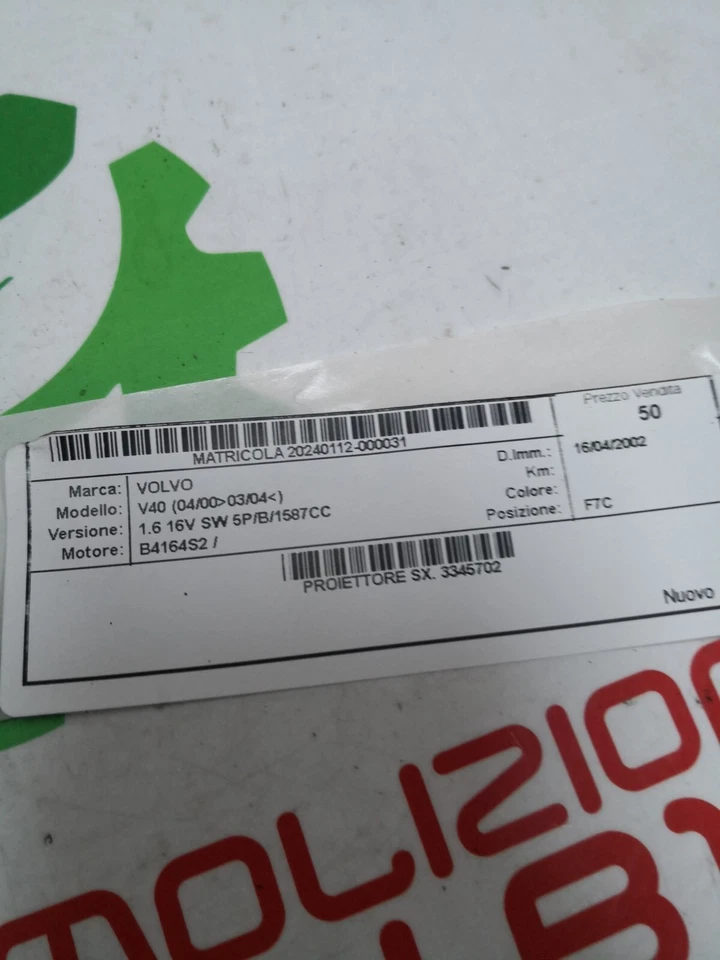 Prezzo Vendita
50
MATRICOLA 20240112-000031
Marca: VOLVO
Modello: V40 (04/00>03/04<)
Versione: 1.6 16V SW 5P/B/1587CC
Motore: B4164S2 /
D.Imm.: 16/04/2002
Km:
Colore:
Posizione: F7C
PROIETTORE SX. 3345702
Nuovo
MOLIZIO